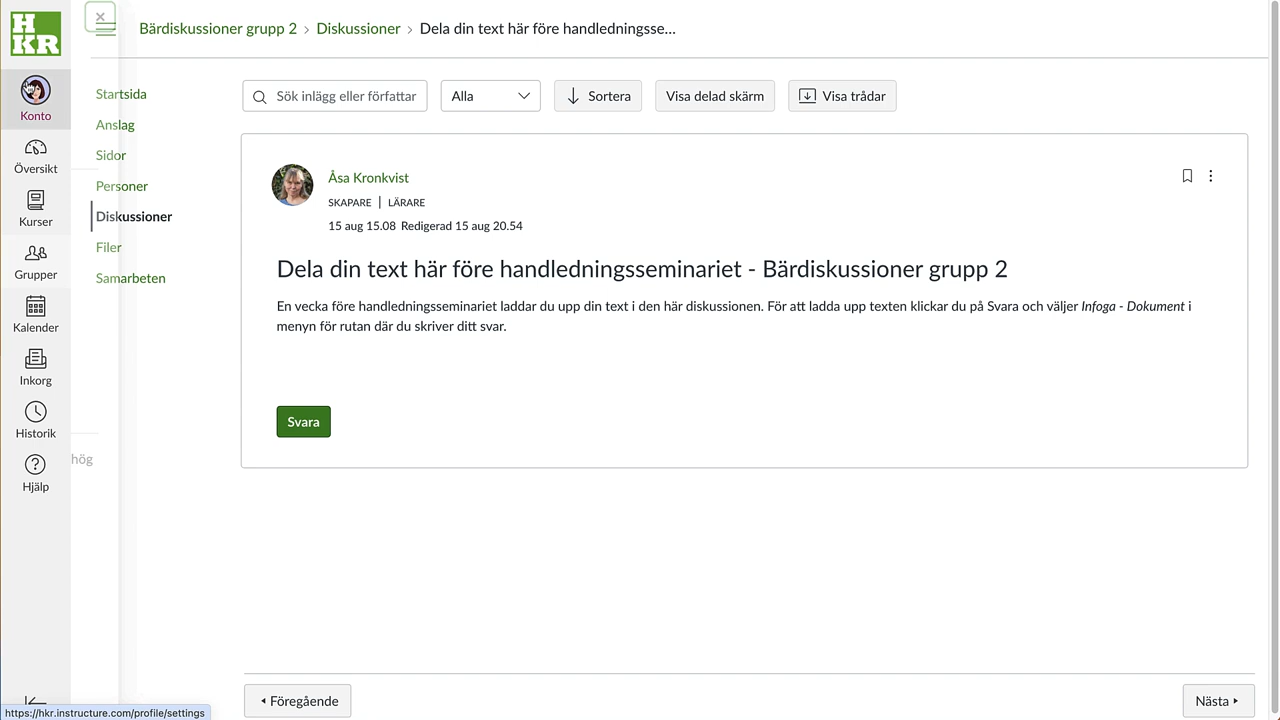 HKR
Bärdiskussioner grupp 2 › Diskussioner › Dela din text här före handledningsse...
Konto
Översikt
Kurser
Grupper
Kalender
Inkorg
Historik
Hjälp
Startsida
Anslag
Sidor
Personer
Diskussioner
Filer
Samarbeten
hög
Sök inlägg eller författar
Alla
Sortera
Visa delad skärm
Visa trådar
Åsa Kronkvist
SKAPARE | LÄRARE
15 aug 15.08 Redigerad 15 aug 20.54
Dela din text här före handledningsseminariet - Bärdiskussioner grupp 2
En vecka före handledningsseminariet laddar du upp din text i den här diskussionen. För att ladda upp texten klickar du på Svara och väljer Infoga - Dokument i
menyn för rutan där du skriver ditt svar.
Svara
Föregående
Nästa
https://hkr.instructure.com/profile/settings